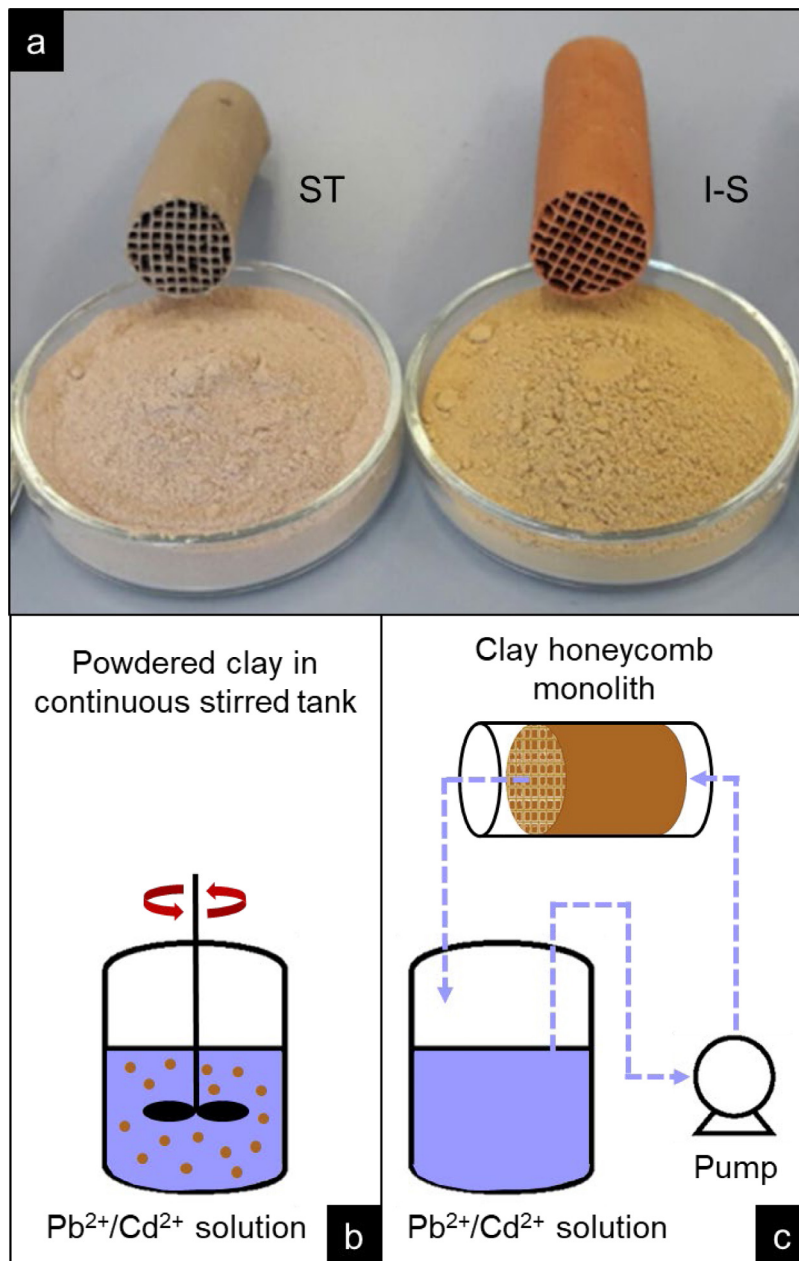 a
ST
I-S
Powdered clay in
continuous stirred tank
Pb²⁺/Cd²⁺ solution
b
Clay honeycomb
monolith
Pump
Pb²⁺/Cd²⁺ solution
c